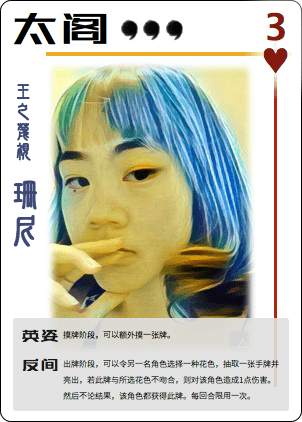 太阁
3
王之
珊尼
英姿 摸牌阶段，可以额外摸一张牌。
反间 出牌阶段，可以令另一名角色选择一种花色，抽取一张手牌并
亮出，若此牌与所选花色不吻合，则对该角色造成1点伤害。
然后不论结果，该角色都获得此牌。每回合限用一次。